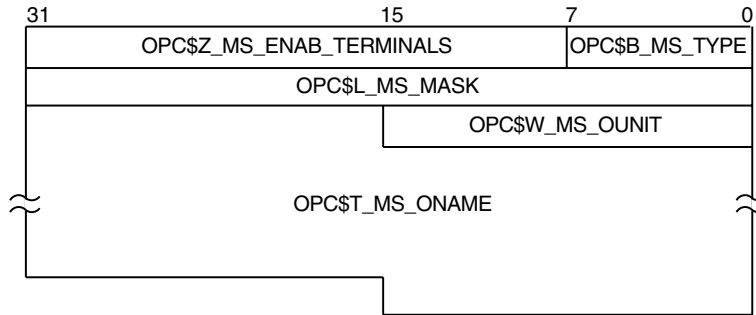 31 15 7 0
OPC$Z_MS_ENAB_TERMINALS OPC$B_MS_TYPE
OPC$L_MS_MASK
OPC$W_MS_OUNIT
OPC$T_MS_ONAME